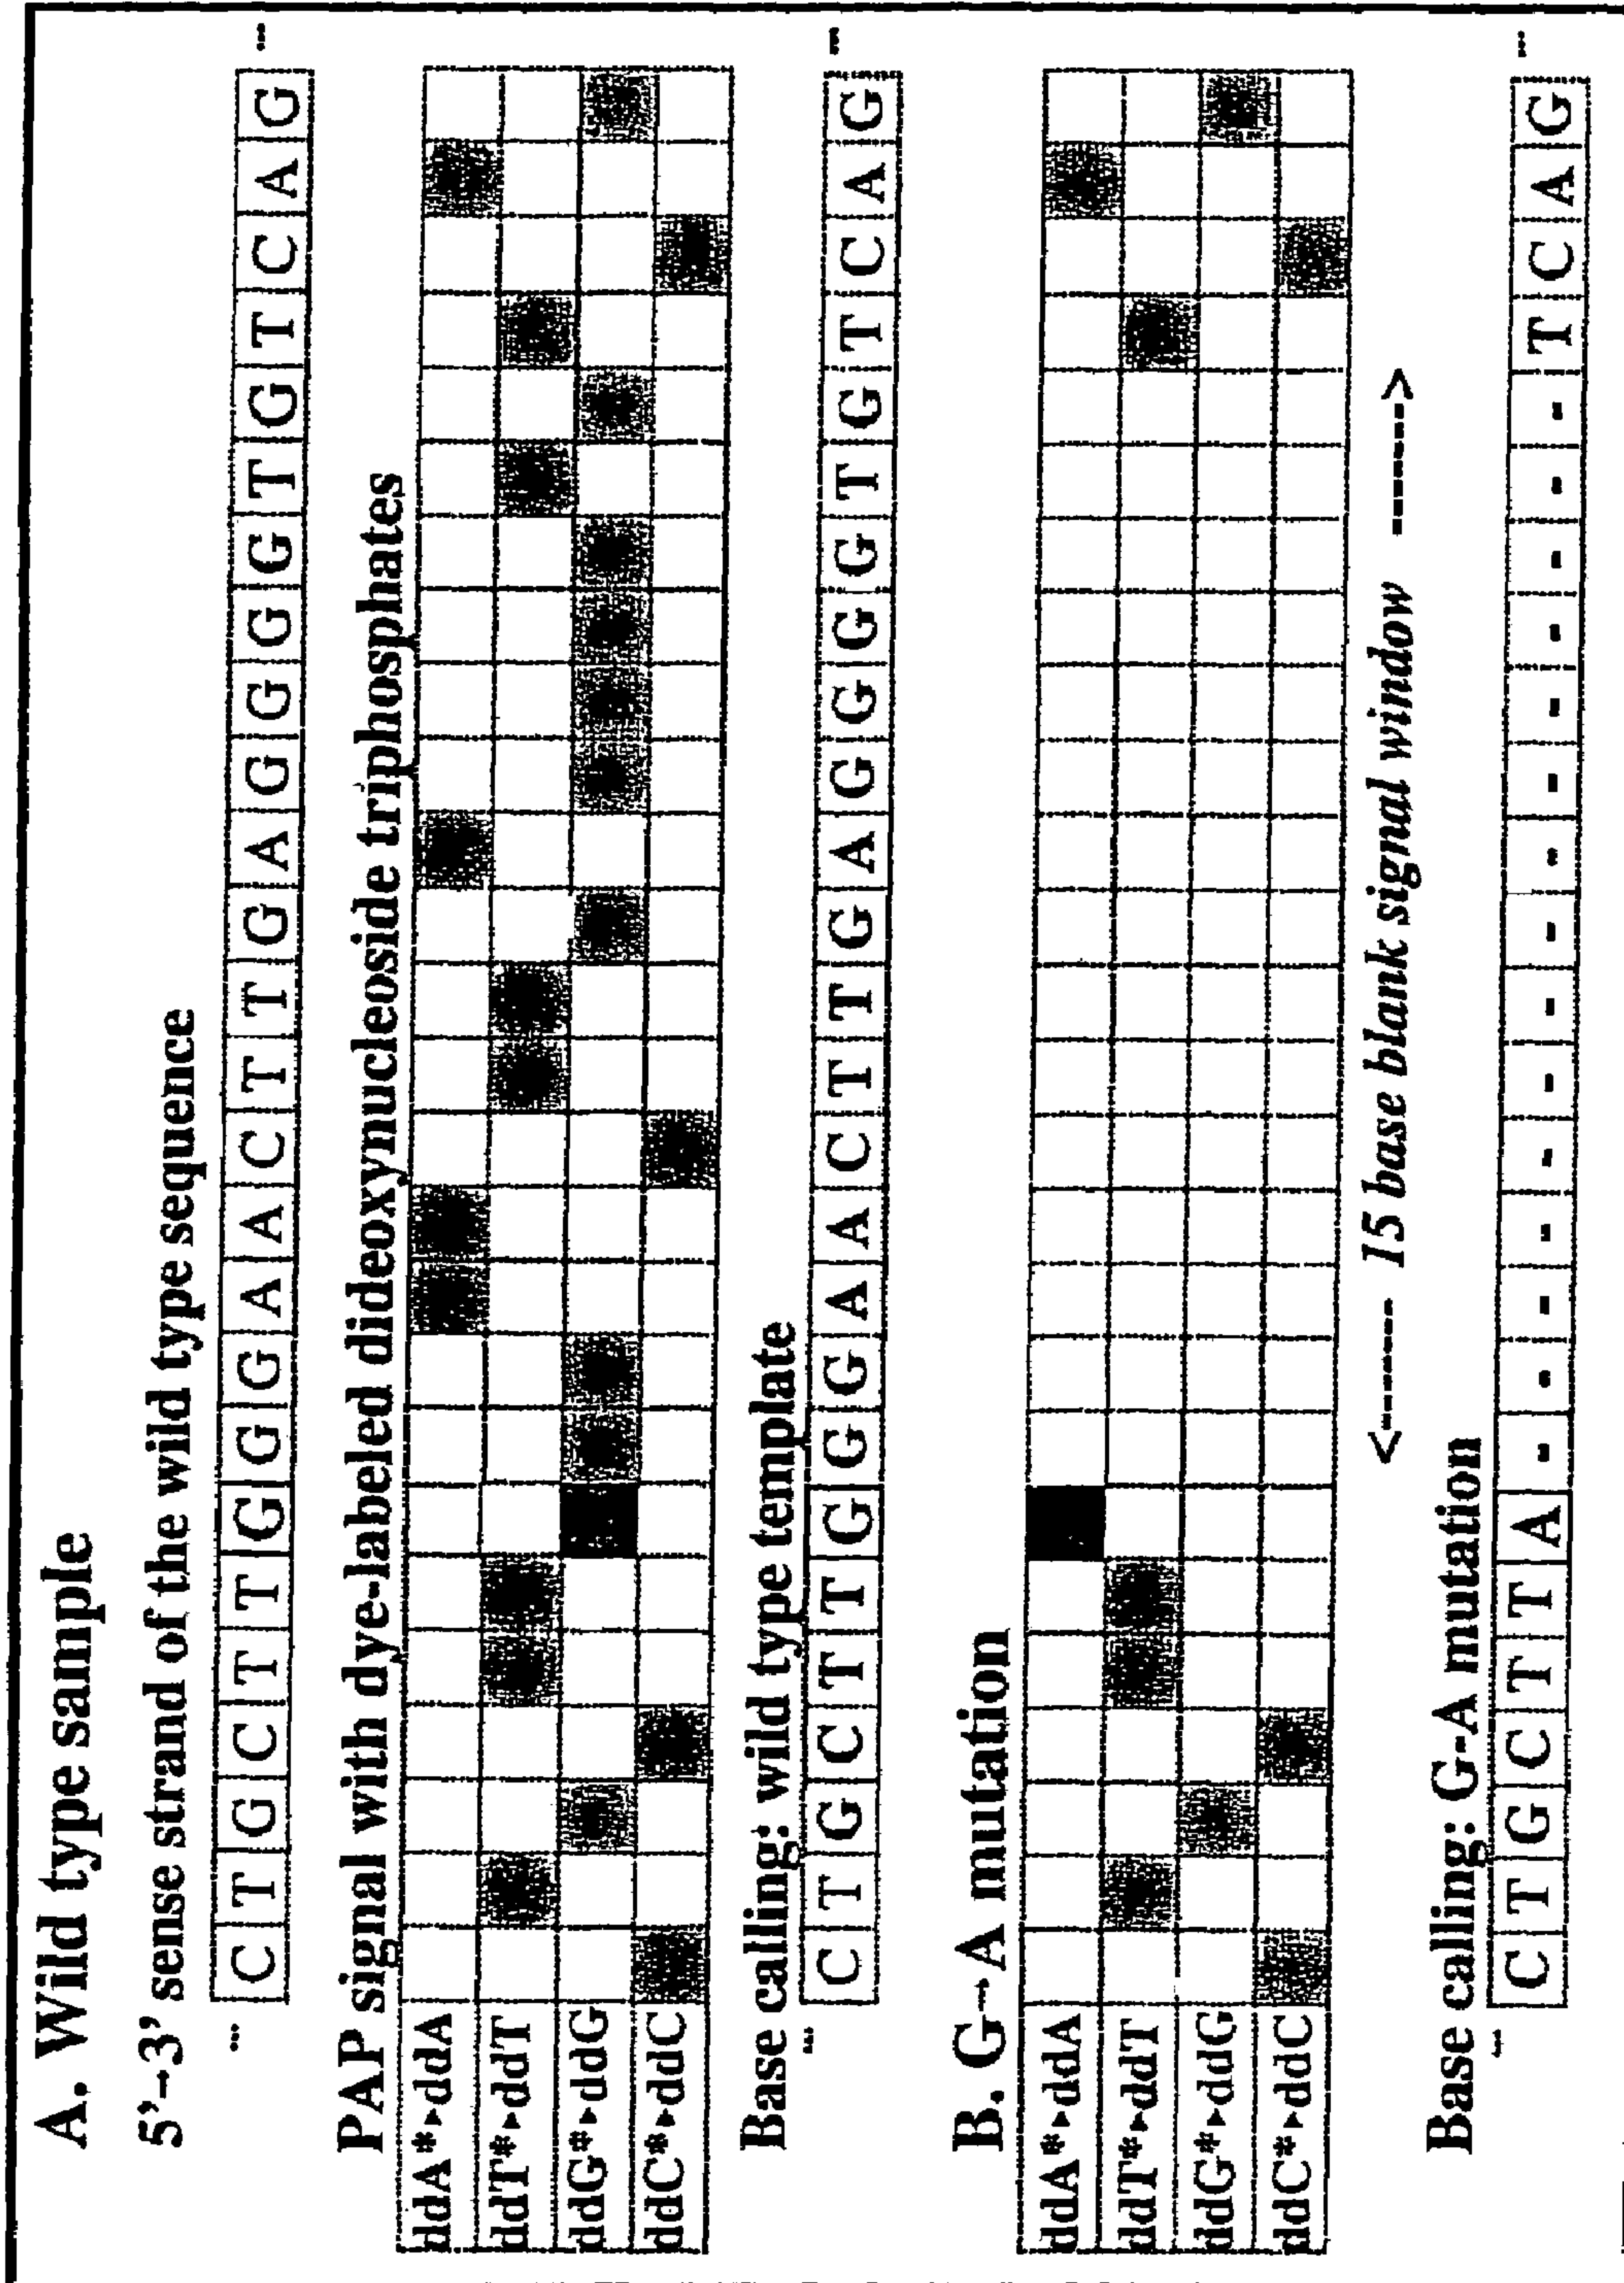 A. Wild type sample
5'→3' sense strand of the wild type sequence
... C T G C T T G G G A A C T T G A G G G G T G T C A G ...
PAP signal with dye-labeled dideoxynucleoside triphosphates
ddA*▸ddA
ddT*▸ddT
ddG*▸ddG
ddC*▸ddC
Base calling: wild type template
... C T G C T T G G G A A C T T G A G G G G T G T C A G ...
B. G→A mutation
ddA*▸ddA
ddT*▸ddT
ddG*▸ddG
ddC*▸ddC
<------ 15 base blank signal window ------>
Base calling: G-A mutation
... C T G C T T A - - - - - - - - - - - - - - - T C A G ...